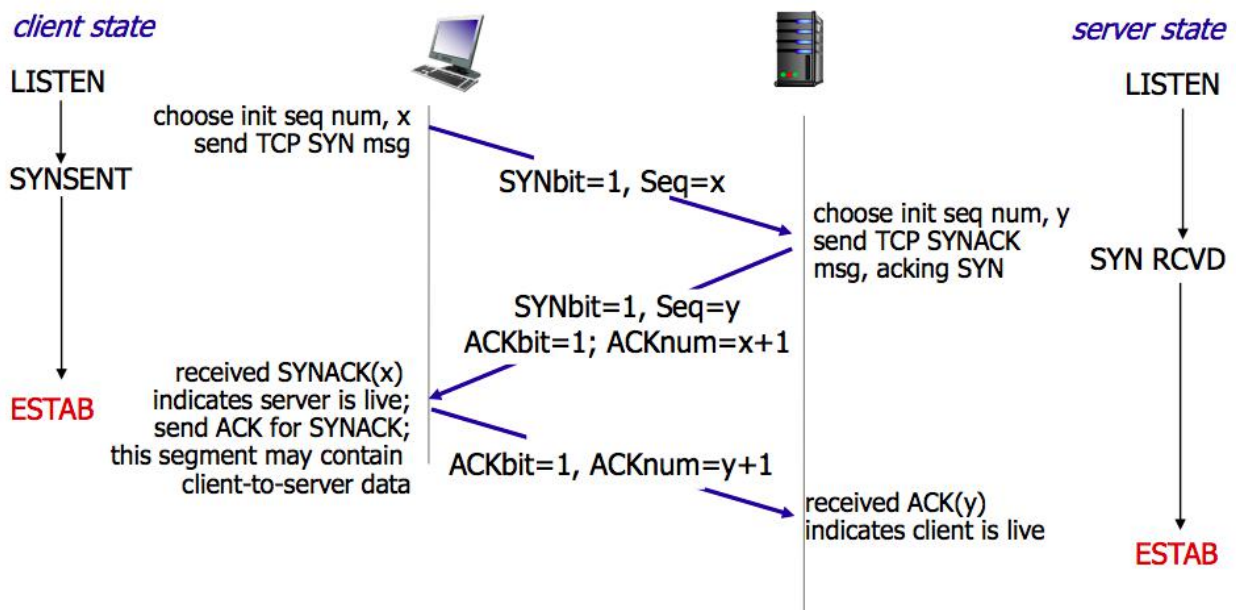 client state
server state
LISTEN
LISTEN
choose init seq num, x
send TCP SYN msg
SYNSENT
SYNbit=1, Seq=x
choose init seq num, y
send TCP SYNACK
msg, acking SYN
SYN RCVD
SYNbit=1, Seq=y
ACKbit=1; ACKnum=x+1
received SYNACK(x)
indicates server is live;
send ACK for SYNACK;
this segment may contain
client-to-server data
ESTAB
ACKbit=1, ACKnum=y+1
received ACK(y)
indicates client is live
ESTAB